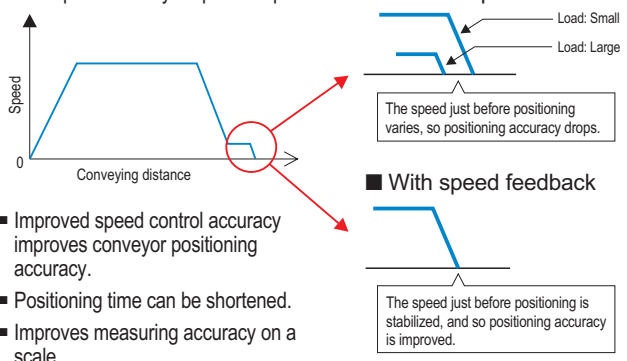 Load: Small
Load: Large
Speed
0
Conveying distance
The speed just before positioning
varies, so positioning accuracy drops.
■ With speed feedback
▪ Improved speed control accuracy
improves conveyor positioning
accuracy.
▪ Positioning time can be shortened.
▪ Improves measuring accuracy on a
scale
The speed just before positioning is
stabilized, and so positioning accuracy
is improved.